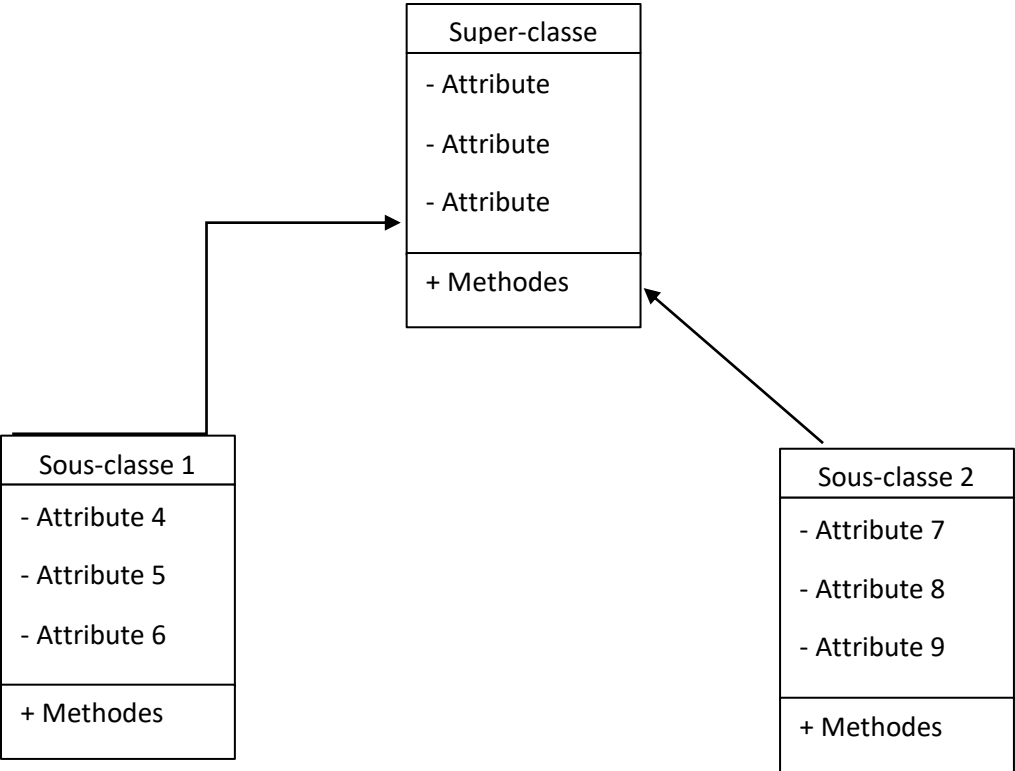 Super-classe
- Attribute
- Attribute
- Attribute
+ Methodes
Sous-classe 1
- Attribute 4
- Attribute 5
- Attribute 6
+ Methodes
Sous-classe 2
- Attribute 7
- Attribute 8
- Attribute 9
+ Methodes